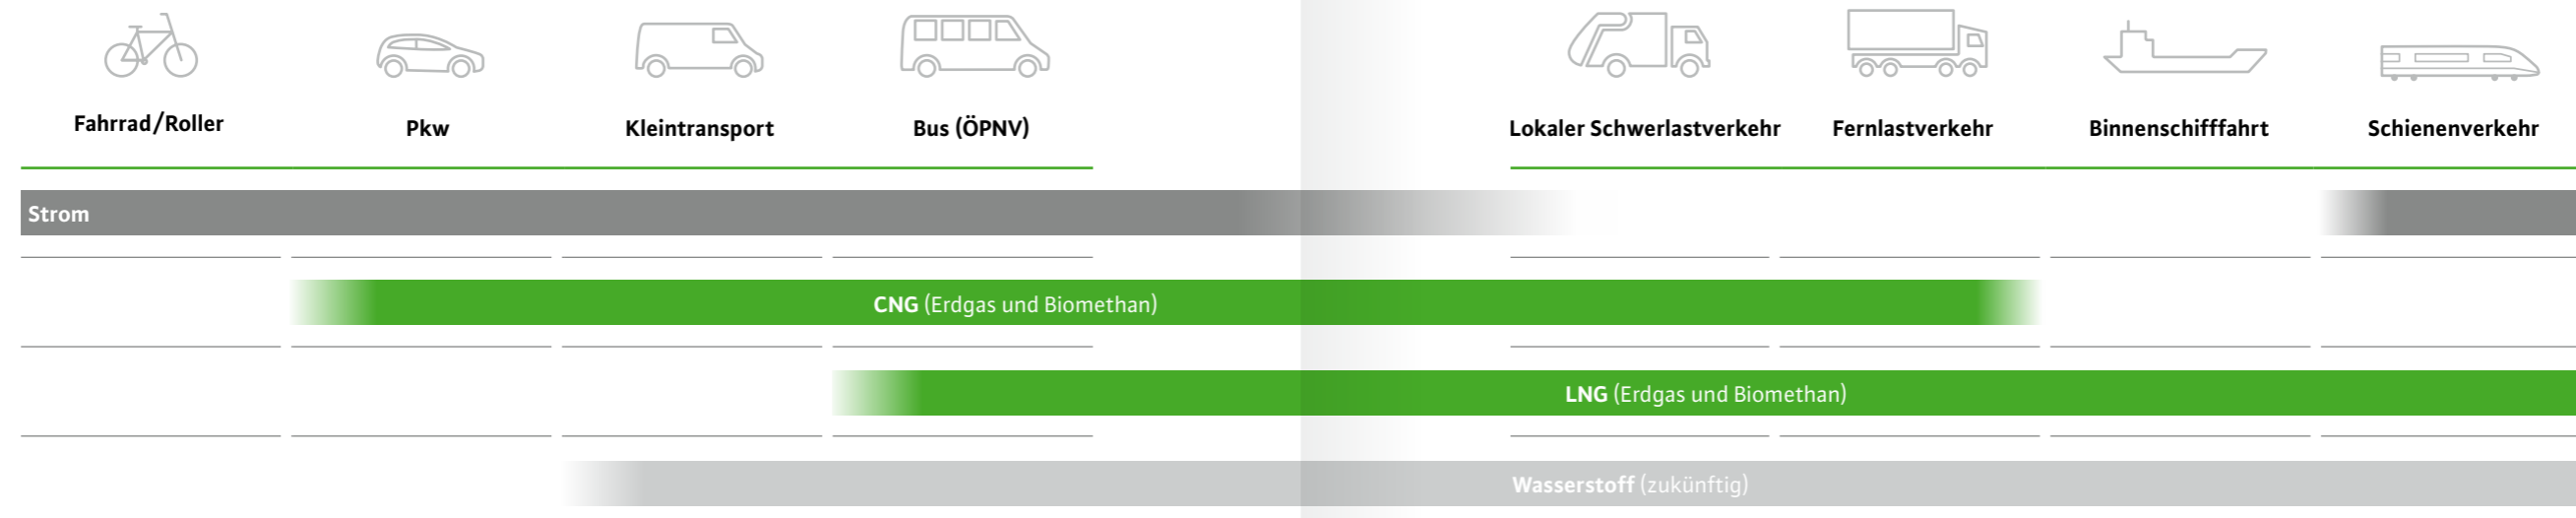 Fahrrad/Roller
Pkw
Kleintransport
Bus (ÖPNV)
Lokaler Schwerlastverkehr
Fernlastverkehr
Binnenschifffahrt
Schienenverkehr
Strom
CNG (Erdgas und Biomethan)
LNG (Erdgas und Biomethan)
Wasserstoff (zukünftig)